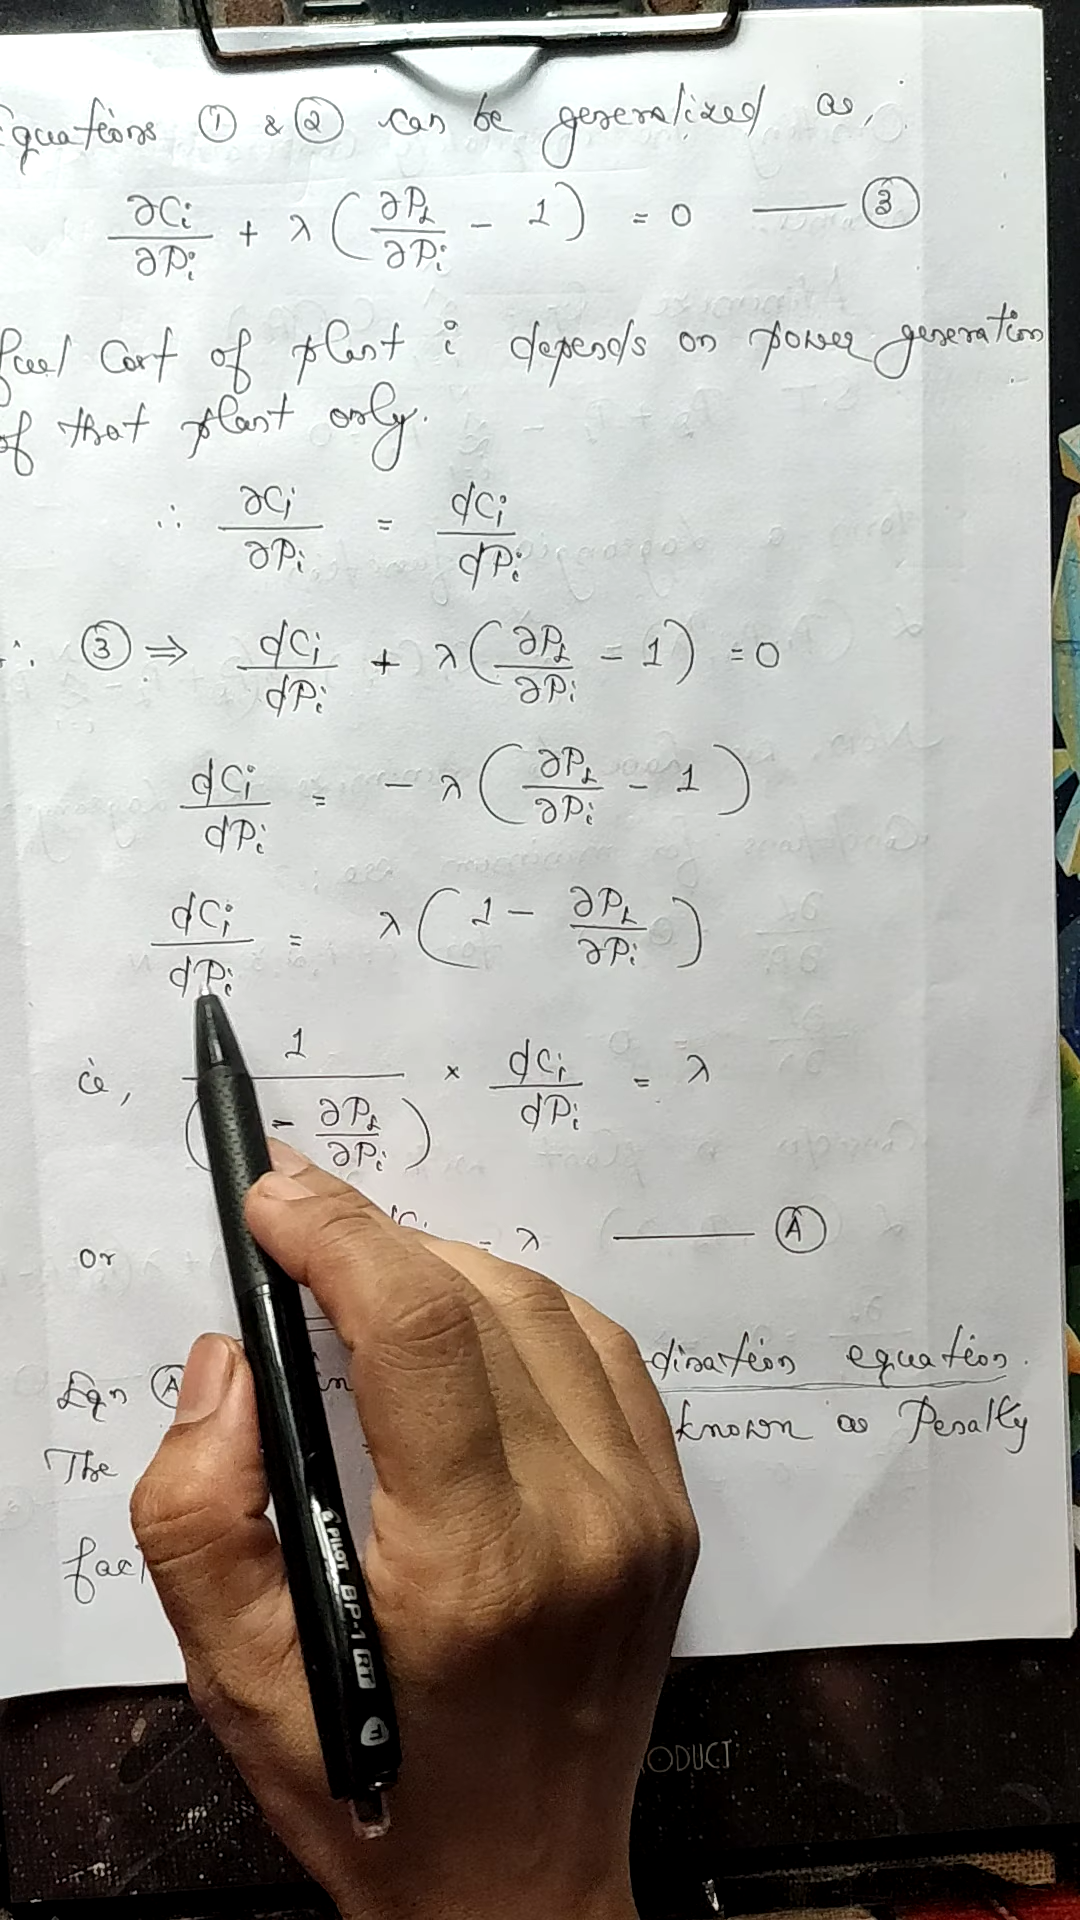 Equations ① & ② can be generalized as,
∂Ci/∂Pi + λ(∂PL/∂Pi - 1) = 0 —— ③
fuel Cost of plant i depends on power generation
of that plant only.
∴ ∂Ci/∂Pi = dCi/dPi
∴ ③ ⇒ dCi/dPi + λ(∂PL/∂Pi - 1) = 0
dCi/dPi = - λ(∂PL/∂Pi - 1)
dCi/dPi = λ(1 - ∂PL/∂Pi)
ie, 1/( - ∂PL/∂Pi) × dCi/dPi = λ
or = λ —— Ⓐ
Eqn Ⓐ dination equation.
The known as Penalty
fac
PILOT BP-1 RT F
ODUCT